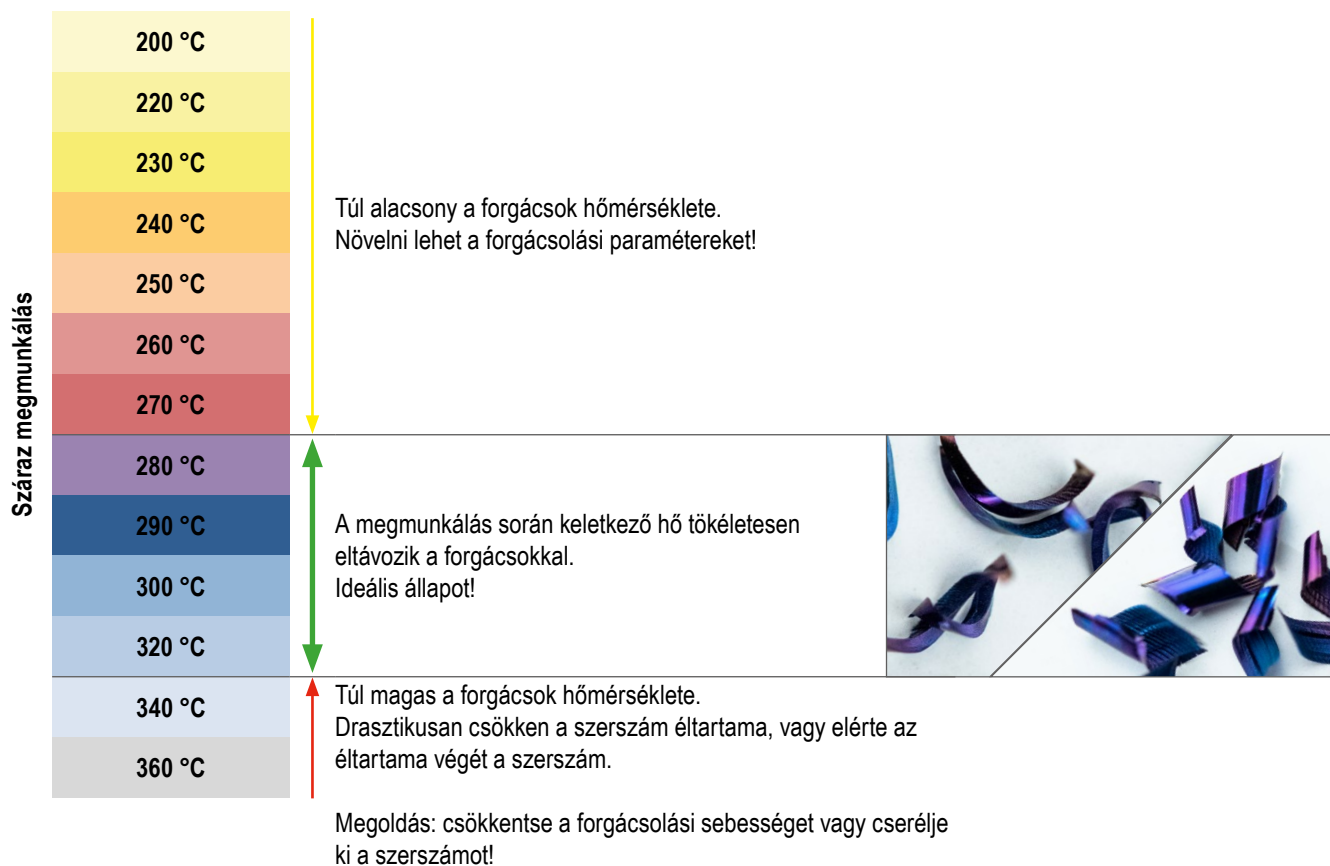 Száraz megmunkálás
200 °C
220 °C
230 °C
240 °C
250 °C
260 °C
270 °C
Túl alacsony a forgácsok hőmérséklete.
Növelni lehet a forgácsolási paramétereket!
280 °C
290 °C
300 °C
320 °C
A megmunkálás során keletkező hő tökéletesen
eltávozik a forgácsokkal.
Ideális állapot!
340 °C
360 °C
Túl magas a forgácsok hőmérséklete.
Drasztikusan csökken a szerszám éltartama, vagy elérte az
éltartama végét a szerszám.
Megoldás: csökkentse a forgácsolási sebességet vagy cserélje
ki a szerszámot!